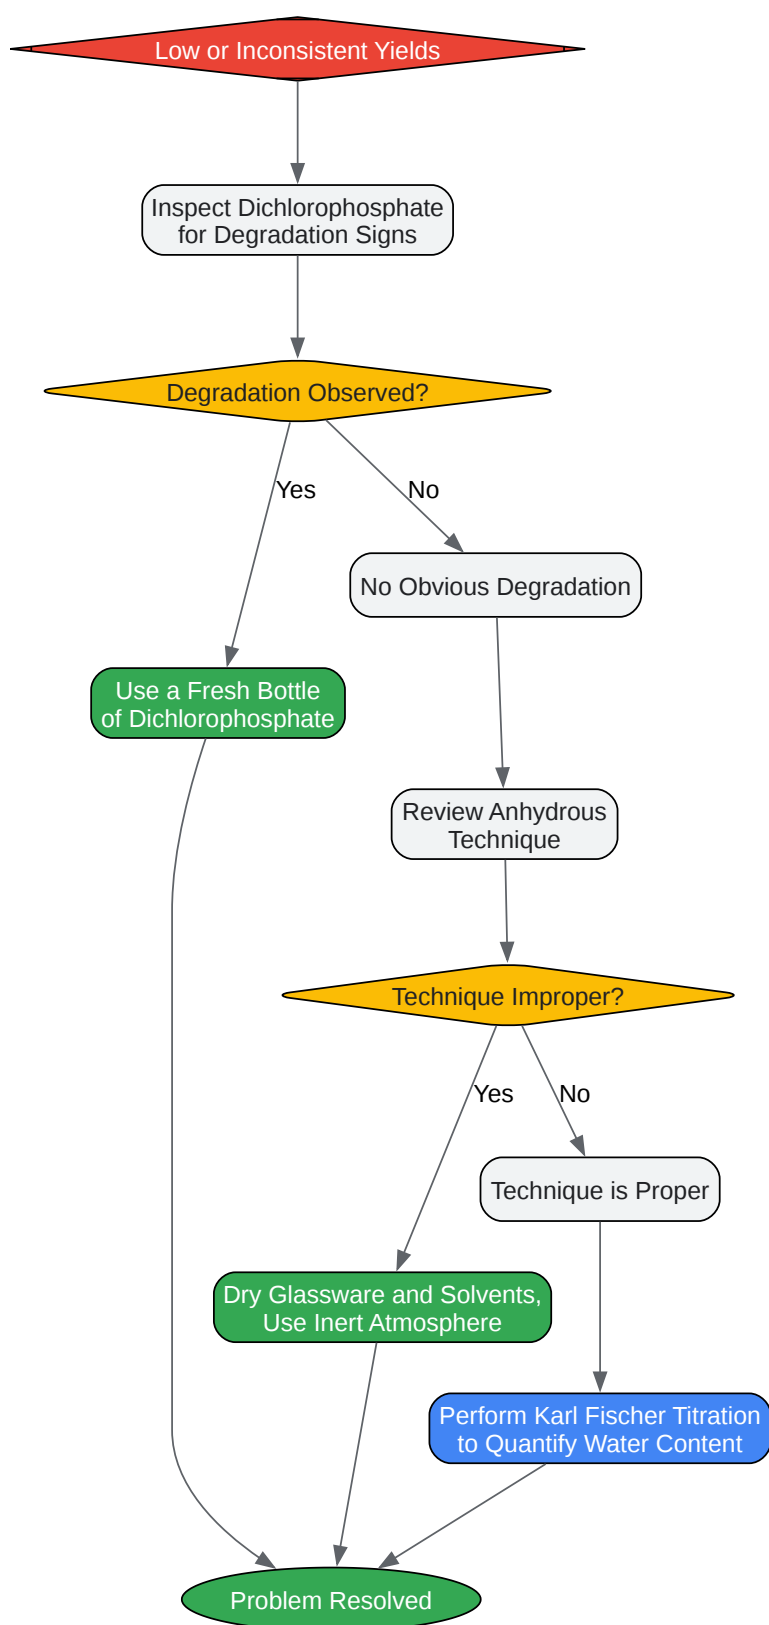 Low or Inconsistent Yields
Inspect Dichlorophosphate
for Degradation Signs
Degradation Observed?
Yes
No
No Obvious Degradation
Use a Fresh Bottle
of Dichlorophosphate
Review Anhydrous
Technique
Technique Improper?
Yes
No
Technique is Proper
Dry Glassware and Solvents,
Use Inert Atmosphere
Perform Karl Fischer Titration
to Quantify Water Content
Problem Resolved